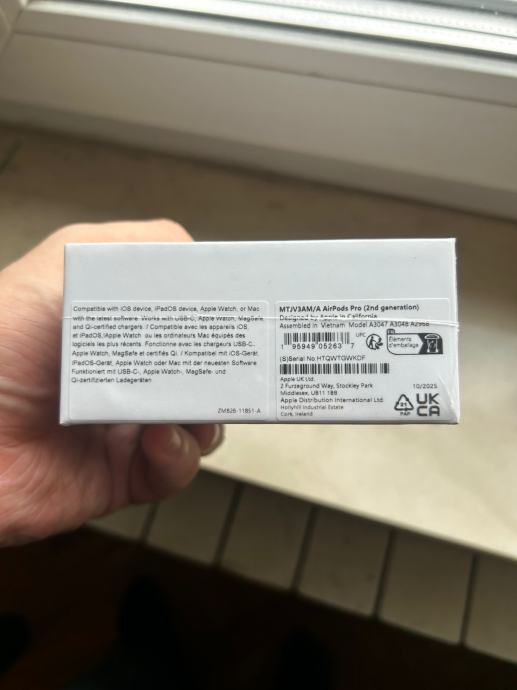 Compatible with iOS device, iPadOS device, Apple Watch, or Mac
with the latest software. Works with USB-C, Apple Watch, MagSafe
and Qi-certified chargers. / Compatible avec les appareils iOS,
et iPadOS,/Apple Watch ou les ordinateurs Mac équipés des
logiciels les plus récents. Fonctionne avec les chargeurs USB-C,
Apple Watch, MagSafe et certifiés Qi. / Kompatibel mit iOS-Gerät,
iPadOS-Gerät, Apple Watch oder Mac mit der neuesten Software
Funktioniert mit USB-C-, Apple Watch-, MagSafe- und
Qi-zertifizierten Ladegeräten
ZM826-11851-A
MTJV3AM/A AirPods Pro (2nd generation)
Designed by Apple in California
Assembled in Vietnam Model A3047 A3048 A2968
UPC
1 95949 05263 7
Éléments
d'emballage
(S)Serial No.HTQWTGWKDF
Apple UK Ltd.
2 Furzeground Way, Stockley Park
Middlesex, UB11 1BB
Apple Distribution International Ltd.
Hollyhill Industrial Estate
Cork, Ireland
10/2025
21
PAP
UK
CA